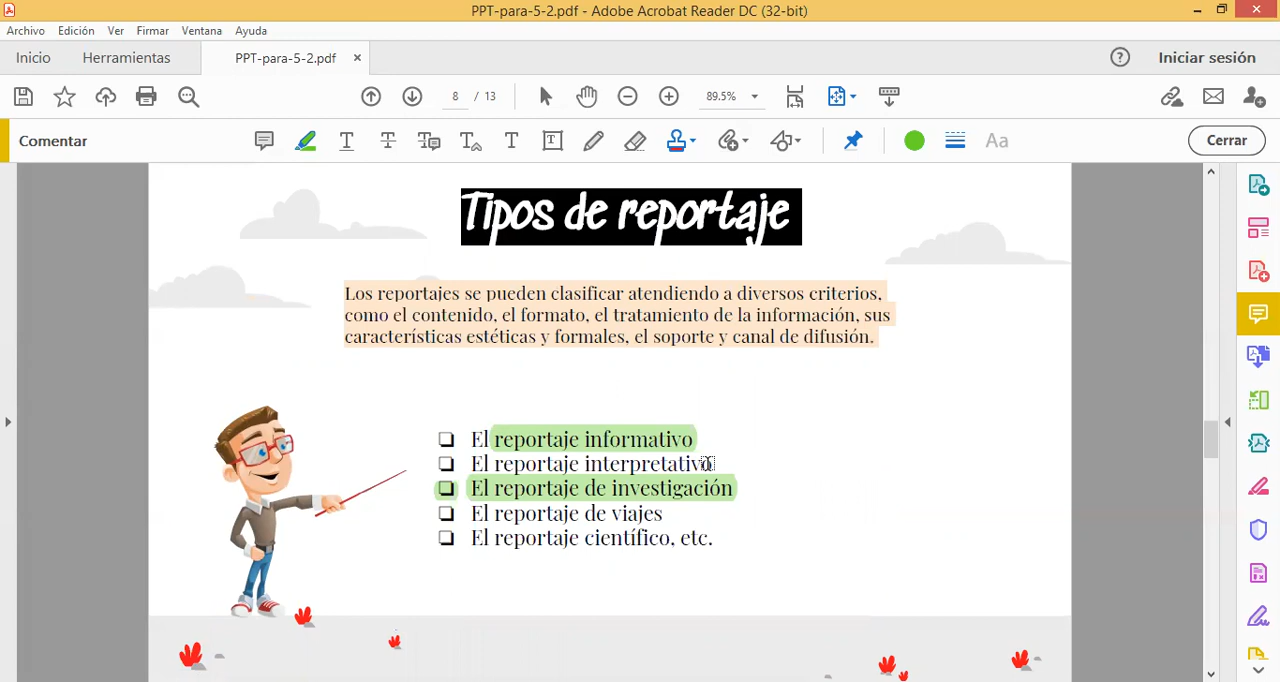 PPT-para-5-2.pdf - Adobe Acrobat Reader DC (32-bit)
Archivo Edición Ver Firmar Ventana Ayuda
Inicio Herramientas PPT-para-5-2.pdf × Iniciar sesión
8 / 13 89.5%
Comentar Aa Cerrar
Tipos de reportaje
Los reportajes se pueden clasificar atendiendo a diversos criterios,
como el contenido, el formato, el tratamiento de la información, sus
características estéticas y formales, el soporte y canal de difusión.
❏ El reportaje informativo
❏ El reportaje interpretativo
❏ El reportaje de investigación
❏ El reportaje de viajes
❏ El reportaje científico, etc.